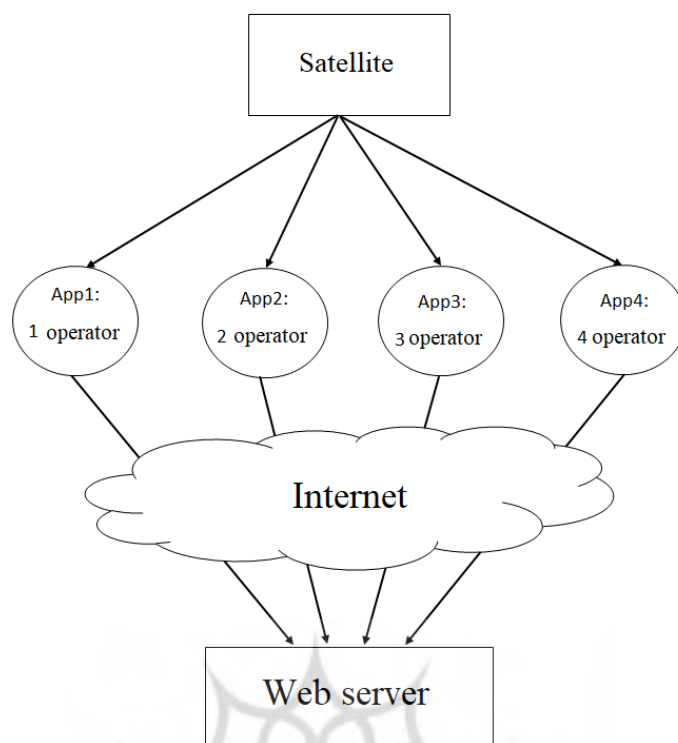 Satellite
App1:
1 operator
App2:
2 operator
App3:
3 operator
App4:
4 operator
Internet
Web server